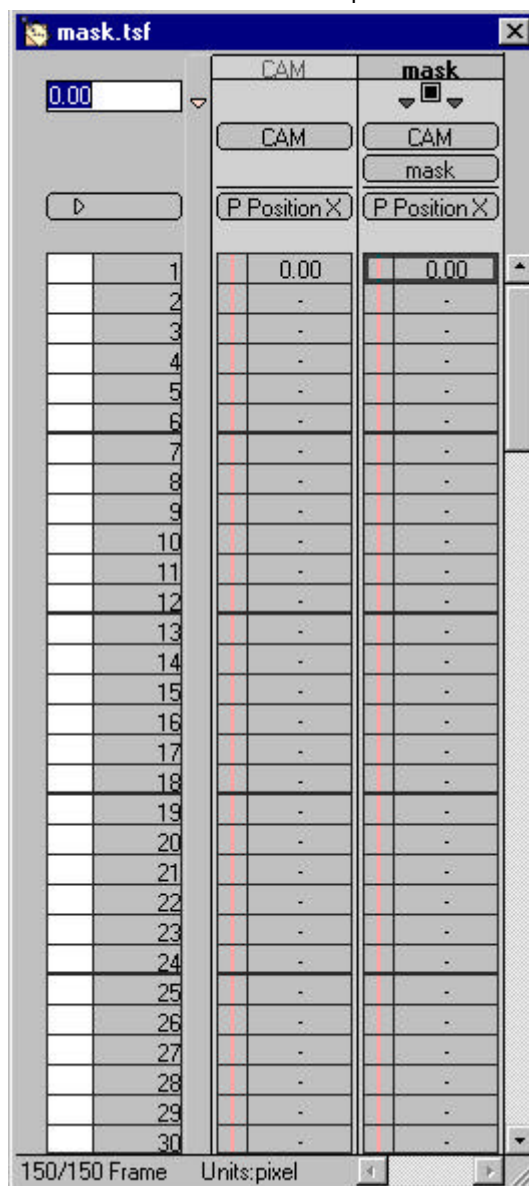 mask.tsf
CAM mask
0.00
CAM CAM
mask
P Position X P Position X
1 0.00 0.00
2 - -
3 - -
4 - -
5 - -
6 - -
7 - -
8 - -
9 - -
10 - -
11 - -
12 - -
13 - -
14 - -
15 - -
16 - -
17 - -
18 - -
19 - -
20 - -
21 - -
22 - -
23 - -
24 - -
25 - -
26 - -
27 - -
28 - -
29 - -
30 - -
150/150 Frame Units:pixel